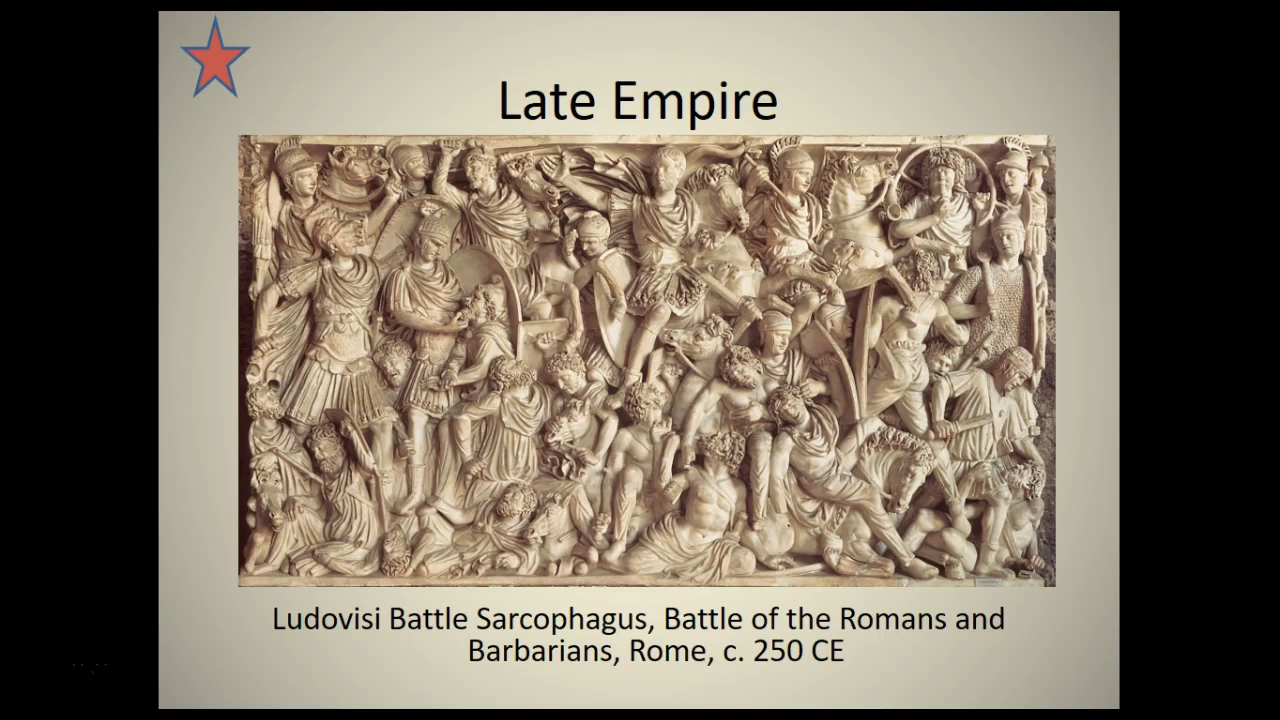 Late Empire
Ludovisi Battle Sarcophagus, Battle of the Romans and
Barbarians, Rome, c. 250 CE